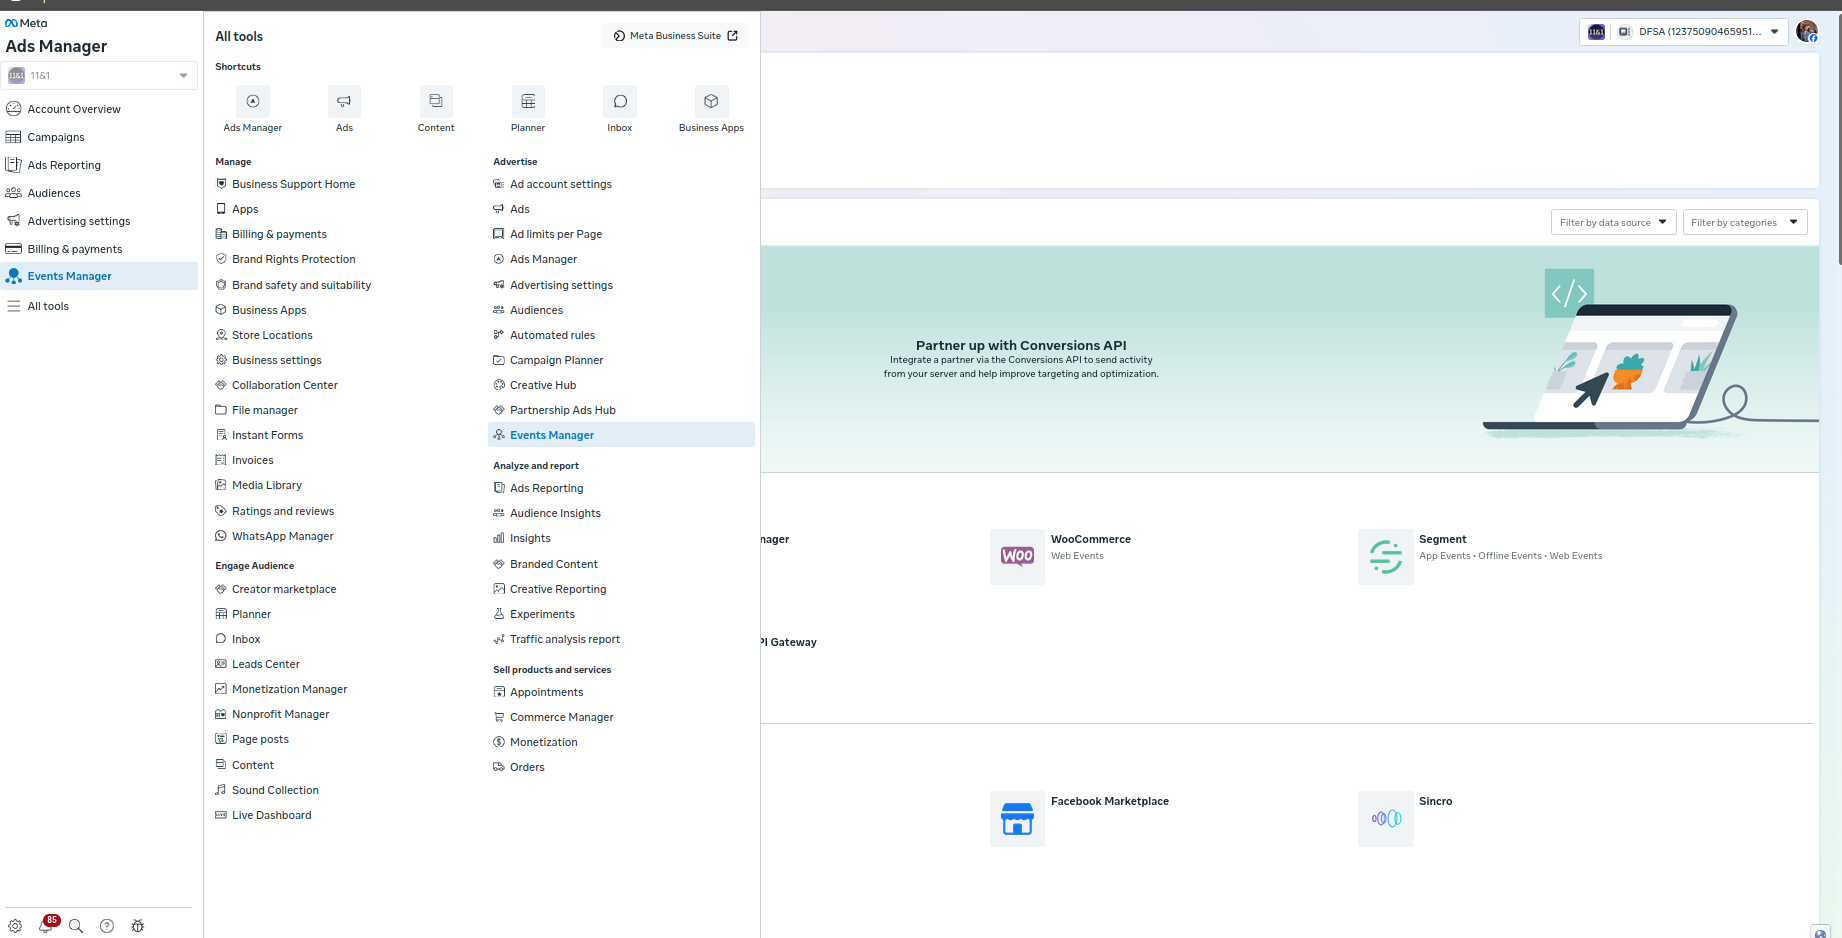 Meta
Ads Manager
11&1
11&1
Account Overview
Campaigns
Ads Reporting
Audiences
Advertising settings
Billing & payments
Events Manager
All tools
85
All tools
Meta Business Suite
Shortcuts
Ads Manager
Ads
Content
Planner
Inbox
Business Apps
Manage
Business Support Home
Apps
Billing & payments
Brand Rights Protection
Brand safety and suitability
Business Apps
Store Locations
Business settings
Collaboration Center
File manager
Instant Forms
Invoices
Media Library
Ratings and reviews
WhatsApp Manager
Engage Audience
Creator marketplace
Planner
Inbox
Leads Center
Monetization Manager
Nonprofit Manager
Page posts
Content
Sound Collection
Live Dashboard
Advertise
Ad account settings
Ads
Ad limits per Page
Ads Manager
Advertising settings
Audiences
Automated rules
Campaign Planner
Creative Hub
Partnership Ads Hub
Events Manager
Analyze and report
Ads Reporting
Audience Insights
Insights
Branded Content
Creative Reporting
Experiments
Traffic analysis report
Sell products and services
Appointments
Commerce Manager
Monetization
Orders
11&1
DFSA (12375090465951...
Filter by data source
Filter by categories
</>
Partner up with Conversions API
Integrate a partner via the Conversions API to send activity
from your server and help improve targeting and optimization.
nager
WOO
WooCommerce
Web Events
Segment
App Events • Offline Events • Web Events
PI Gateway
Facebook Marketplace
Sincro